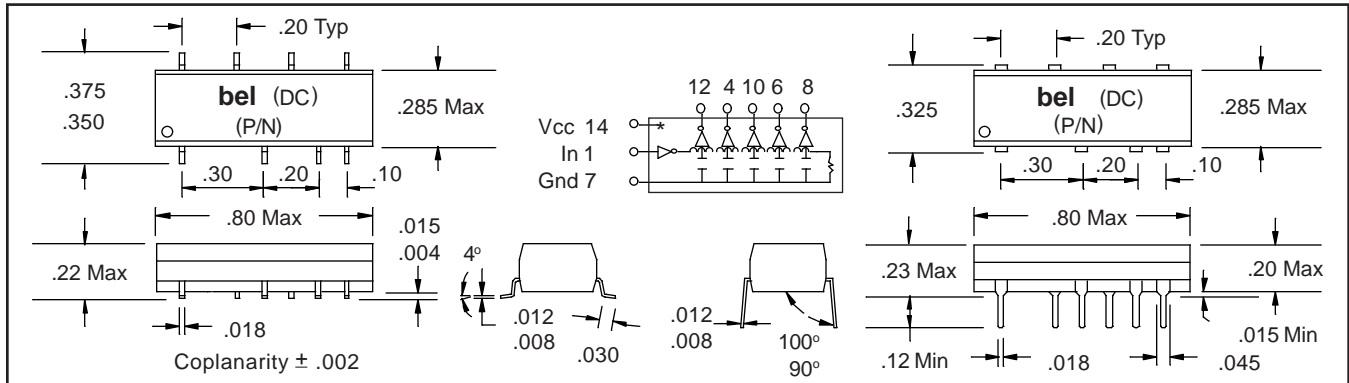 .20 Typ
.375
.350
bel (DC)
(P/N)
.285 Max
.30
.20
.10
.80 Max
.22 Max
.015
.004
.018
Coplanarity ± .002
4o
.012
.008
.030
12 4 10 6 8
Vcc 14
*
In 1
Gnd 7
.012
.008
100o
90o
.20 Typ
.325
bel (DC)
(P/N)
.285 Max
.30
.20
.10
.80 Max
.23 Max
.20 Max
.12 Min
.018
.015 Min
.045